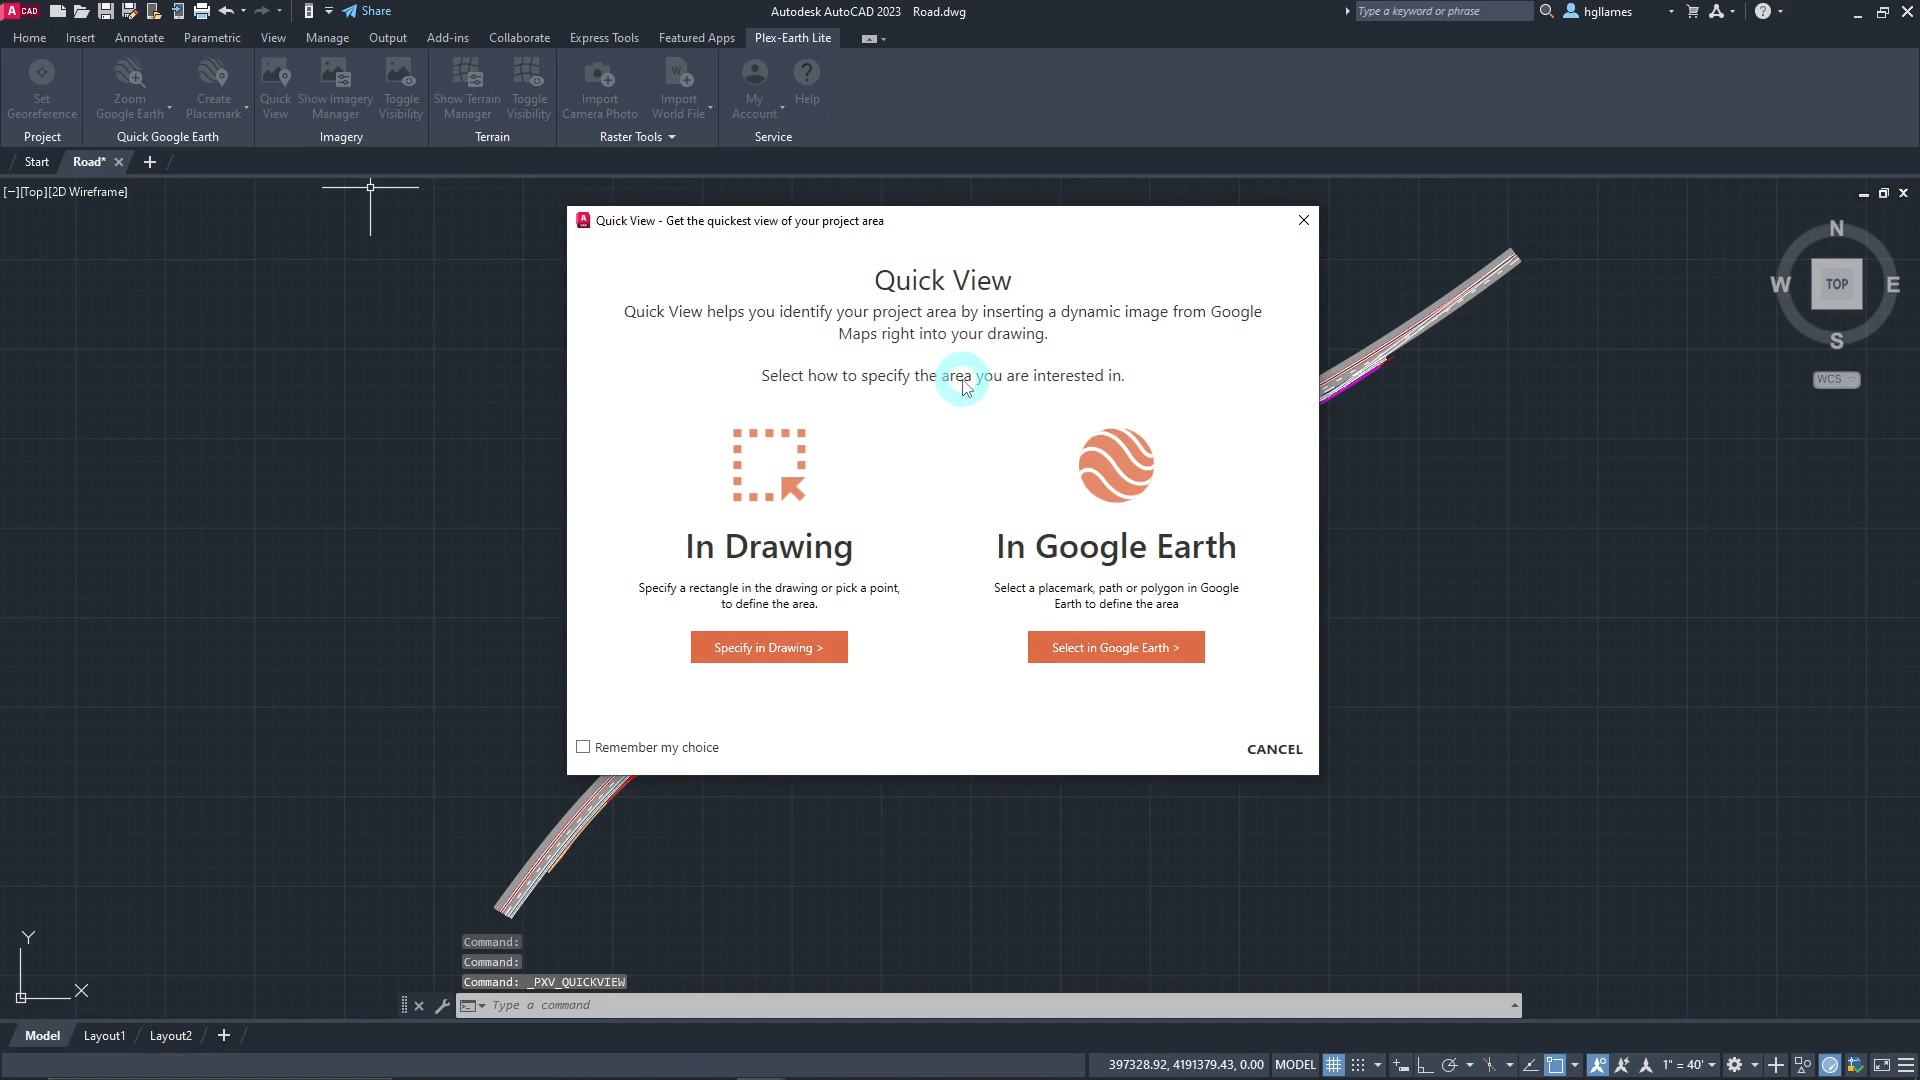 CAD
Share
Autodesk AutoCAD 2023 Road.dwg
Type a keyword or phrase
hgllames
Home Insert Annotate Parametric View Manage Output Add-ins Collaborate Express Tools Featured Apps Plex-Earth Lite
Set Georeference
Zoom Google Earth
Create Placemark
Quick View
Show Imagery Manager
Toggle Visibility
Show Terrain Manager
Toggle Visibility
Import Camera Photo
Import World File
My Account
Help
Project Quick Google Earth Imagery Terrain Raster Tools Service
Start Road*
[−][Top][2D Wireframe]
N
W TOP E
S
WCS
Quick View - Get the quickest view of your project area
Quick View
Quick View helps you identify your project area by inserting a dynamic image from Google
Maps right into your drawing.
Select how to specify the area you are interested in.
In Drawing
Specify a rectangle in the drawing or pick a point,
to define the area.
Specify in Drawing >
In Google Earth
Select a placemark, path or polygon in Google
Earth to define the area
Select in Google Earth >
Remember my choice
CANCEL
Y
X
Command:
Command:
Command: _PXV_QUICKVIEW
Type a command
Model Layout1 Layout2
397328.92, 4191379.43, 0.00 MODEL 1" = 40'